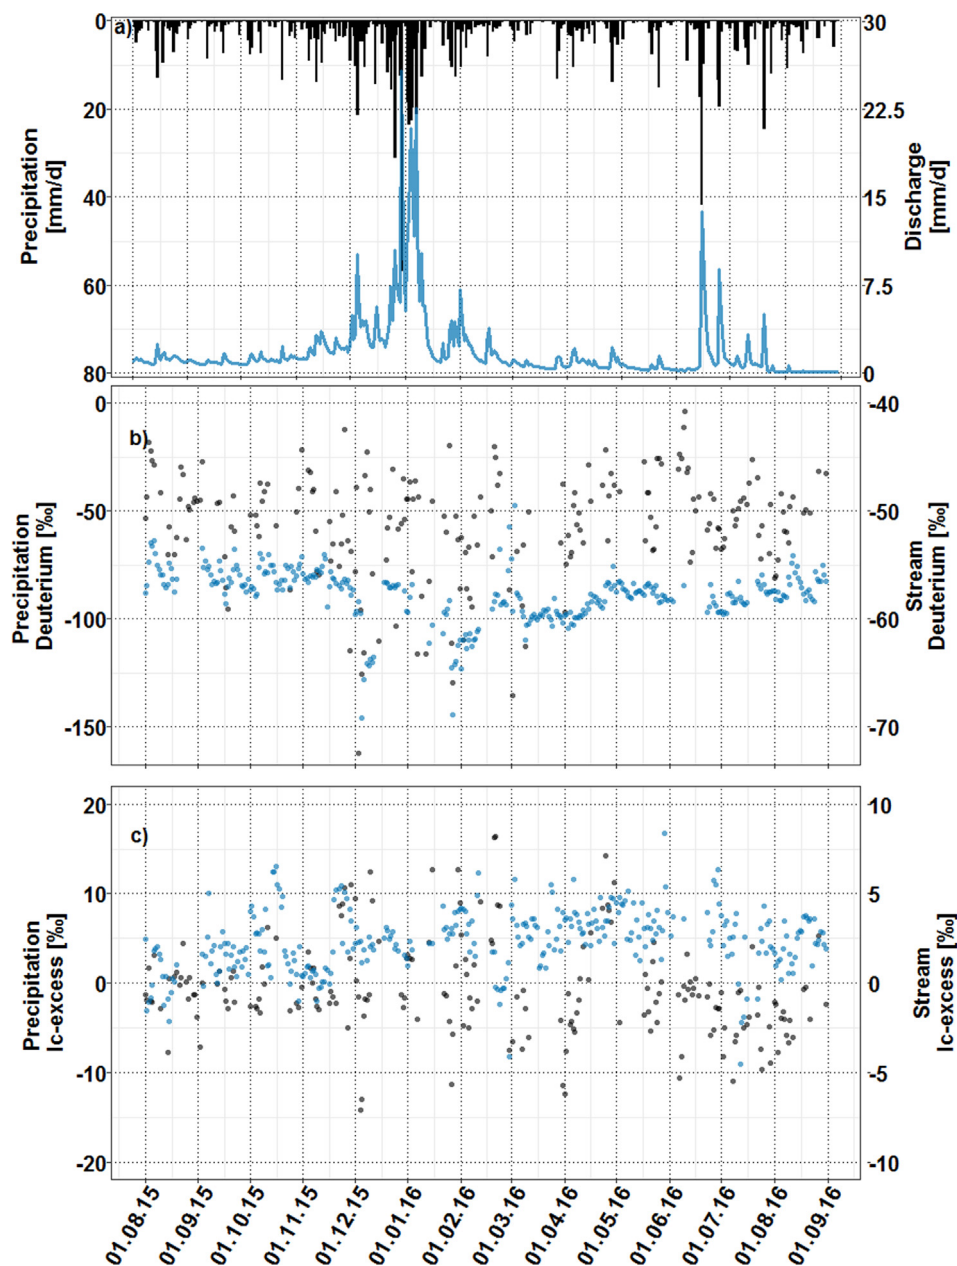 a)
0
20
40
60
80
Precipitation
[mm/d]
30
22.5
15
7.5
0
Discharge
[mm/d]
b)
0
-50
-100
-150
Precipitation
Deuterium [‰]
-40
-50
-60
-70
Stream
Deuterium [‰]
c)
20
10
0
-10
-20
Precipitation
lc-excess [‰]
10
5
0
-5
-10
Stream
lc-excess [‰]
01.08.15
01.09.15
01.10.15
01.11.15
01.12.15
01.01.16
01.02.16
01.03.16
01.04.16
01.05.16
01.06.16
01.07.16
01.08.16
01.09.16